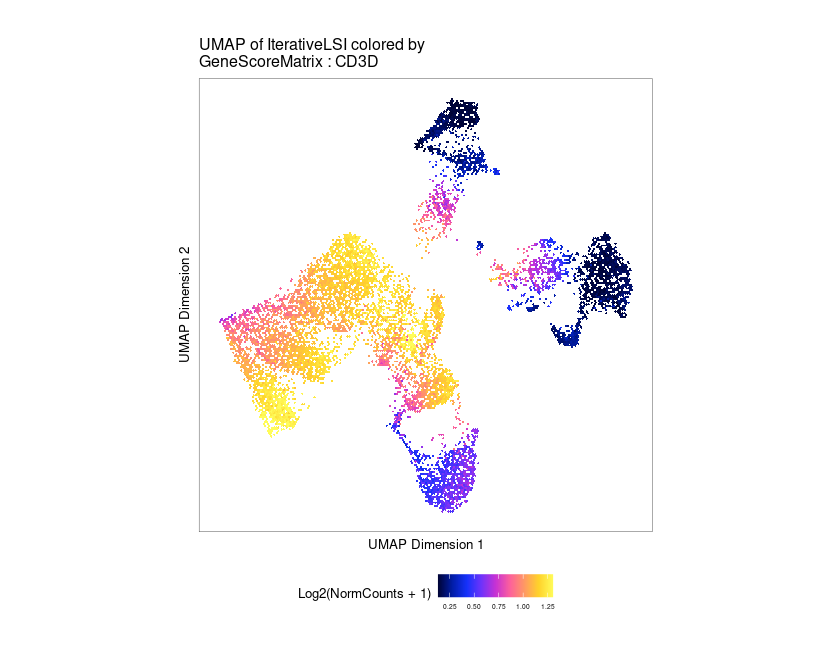 UMAP of IterativeLSI colored by
GeneScoreMatrix : CD3D
UMAP Dimension 2
UMAP Dimension 1
Log2(NormCounts + 1)
0.25 0.50 0.75 1.00 1.25